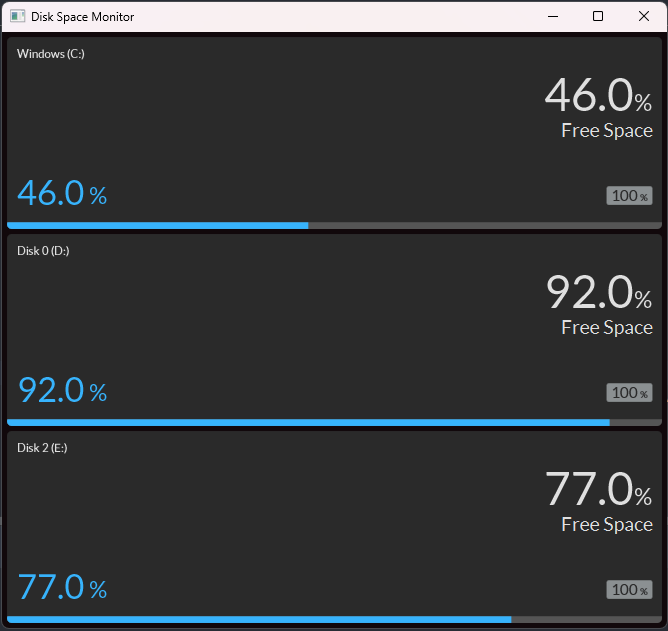 Disk Space Monitor
Windows (C:)
46.0%
Free Space
46.0 %
100 %
Disk 0 (D:)
92.0%
Free Space
92.0 %
100 %
Disk 2 (E:)
77.0%
Free Space
77.0 %
100 %